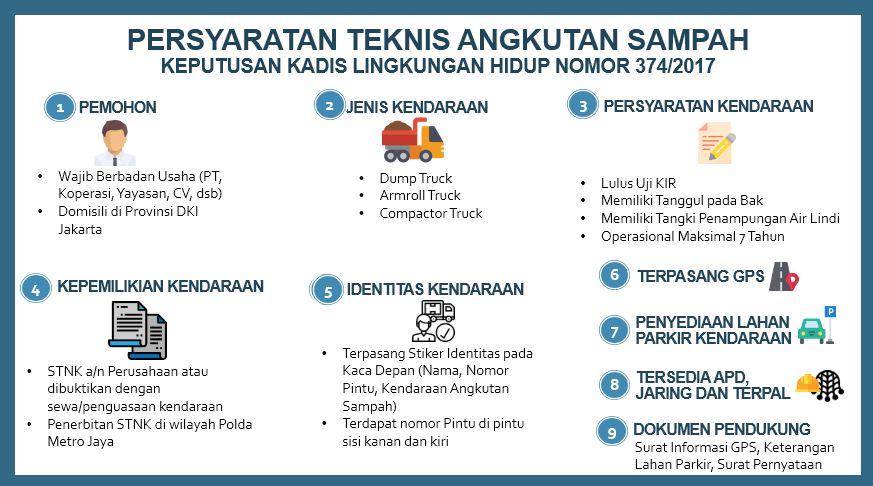 PERSYARATAN TEKNIS ANGKUTAN SAMPAH
KEPUTUSAN KADIS LINGKUNGAN HIDUP NOMOR 374/2017
1 PEMOHON
• Wajib Berbadan Usaha (PT,
Koperasi, Yayasan, CV, dsb)
• Domisili di Provinsi DKI
Jakarta
2 JENIS KENDARAAN
• Dump Truck
• Armroll Truck
• Compactor Truck
3 PERSYARATAN KENDARAAN
• Lulus Uji KIR
• Memiliki Tanggul pada Bak
• Memiliki Tangki Penampungan Air Lindi
• Operasional Maksimal 7 Tahun
4 KEPEMILIKIAN KENDARAAN
• STNK a/n Perusahaan atau
dibuktikan dengan
sewa/penguasaan kendaraan
• Penerbitan STNK di wilayah Polda
Metro Jaya
5 IDENTITAS KENDARAAN
• Terpasang Stiker Identitas pada
Kaca Depan (Nama, Nomor
Pintu, Kendaraan Angkutan
Sampah)
• Terdapat nomor Pintu di pintu
sisi kanan dan kiri
6 TERPASANG GPS
7 PENYEDIAAN LAHAN
PARKIR KENDARAAN
P
8 TERSEDIA APD,
JARING DAN TERPAL
9 DOKUMEN PENDUKUNG
Surat Informasi GPS, Keterangan
Lahan Parkir, Surat Pernyataan